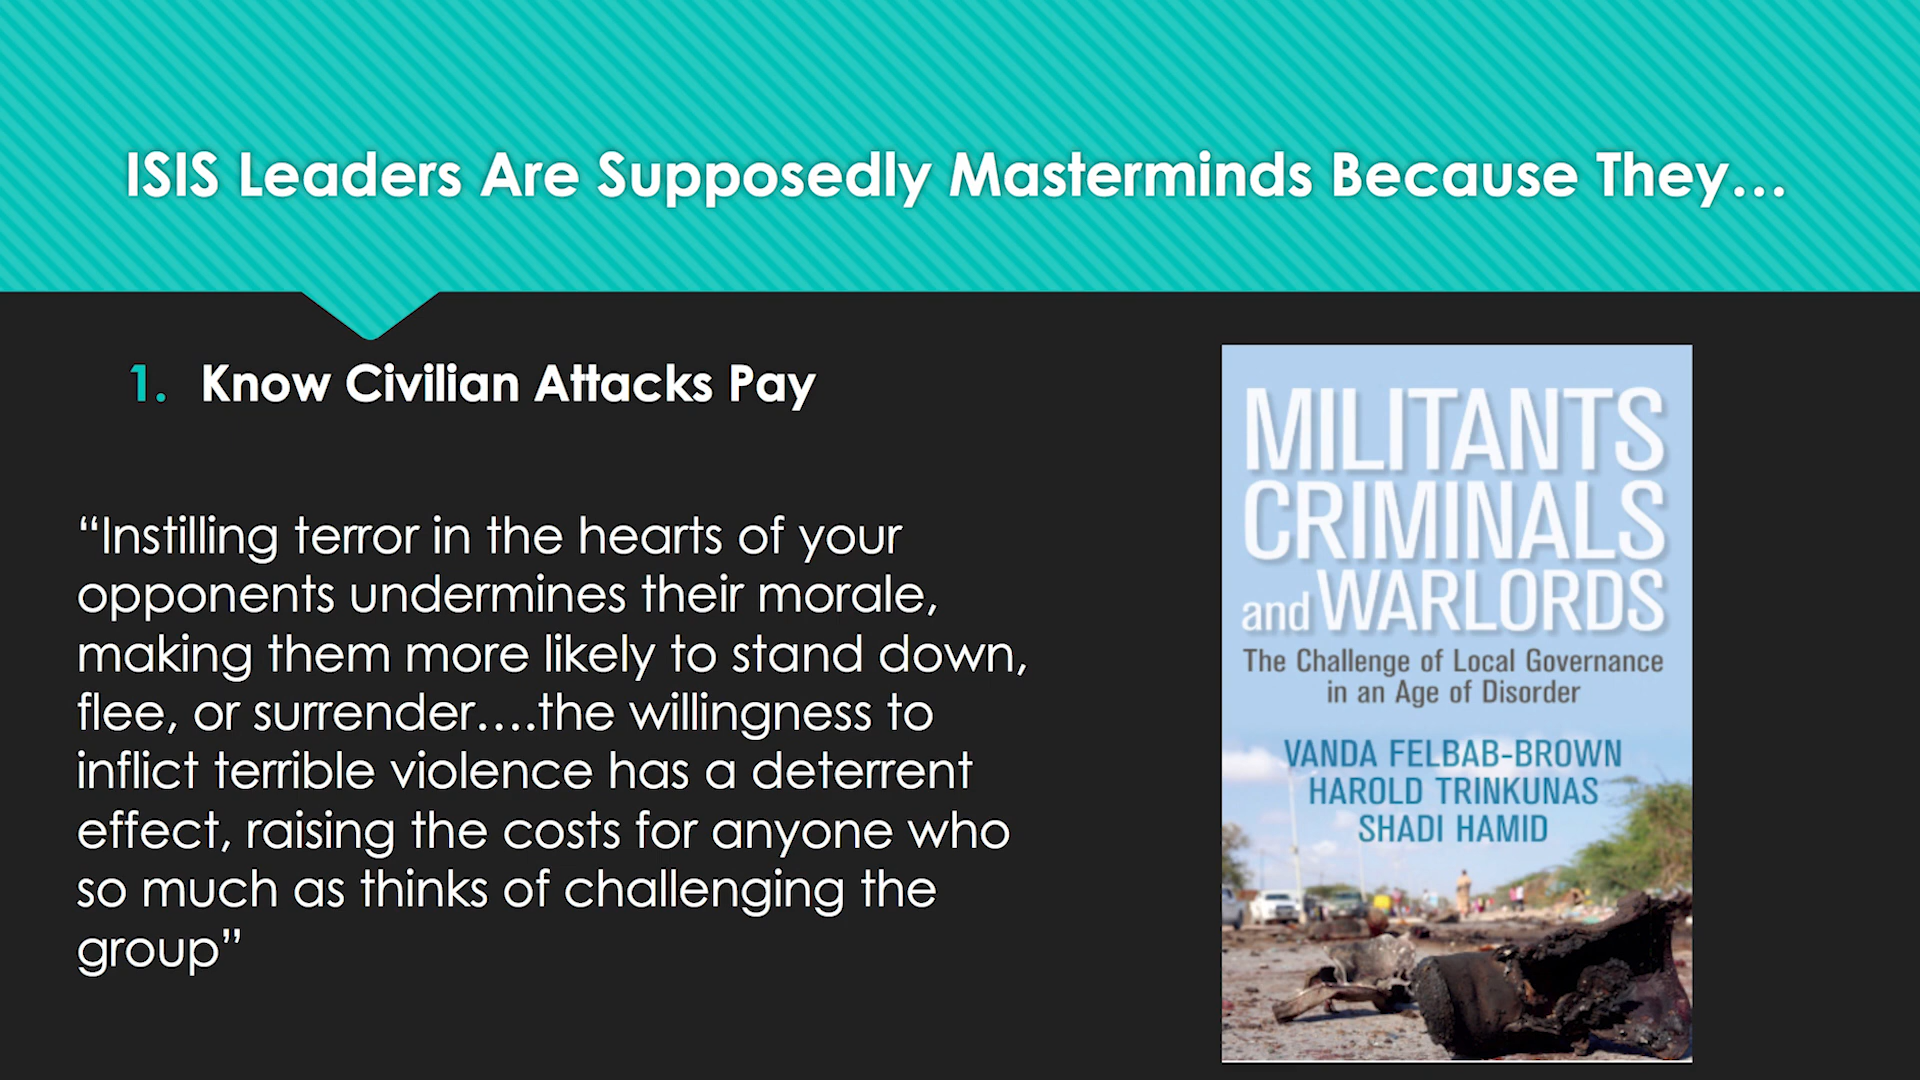 ISIS Leaders Are Supposedly Masterminds Because They...
1. Know Civilian Attacks Pay
“Instilling terror in the hearts of your
opponents undermines their morale,
making them more likely to stand down,
flee, or surrender....the willingness to
inflict terrible violence has a deterrent
effect, raising the costs for anyone who
so much as thinks of challenging the
group”
MILITANTS
CRIMINALS
and WARLORDS
The Challenge of Local Governance
in an Age of Disorder
VANDA FELBAB-BROWN
HAROLD TRINKUNAS
SHADI HAMID